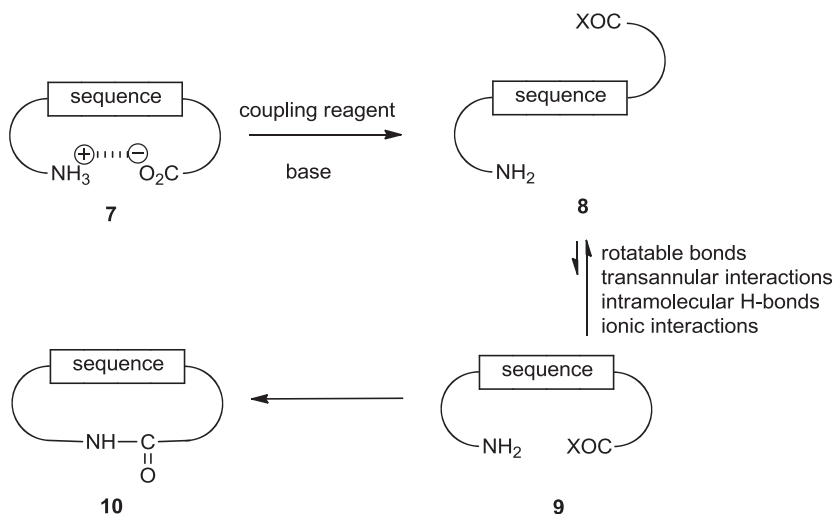 sequence
NH3 + − O2C
7
coupling reagent
base
XOC
sequence
NH2
8
rotatable bonds
transannular interactions
intramolecular H-bonds
ionic interactions
sequence
NH2 XOC
9
sequence
NH C
O
10